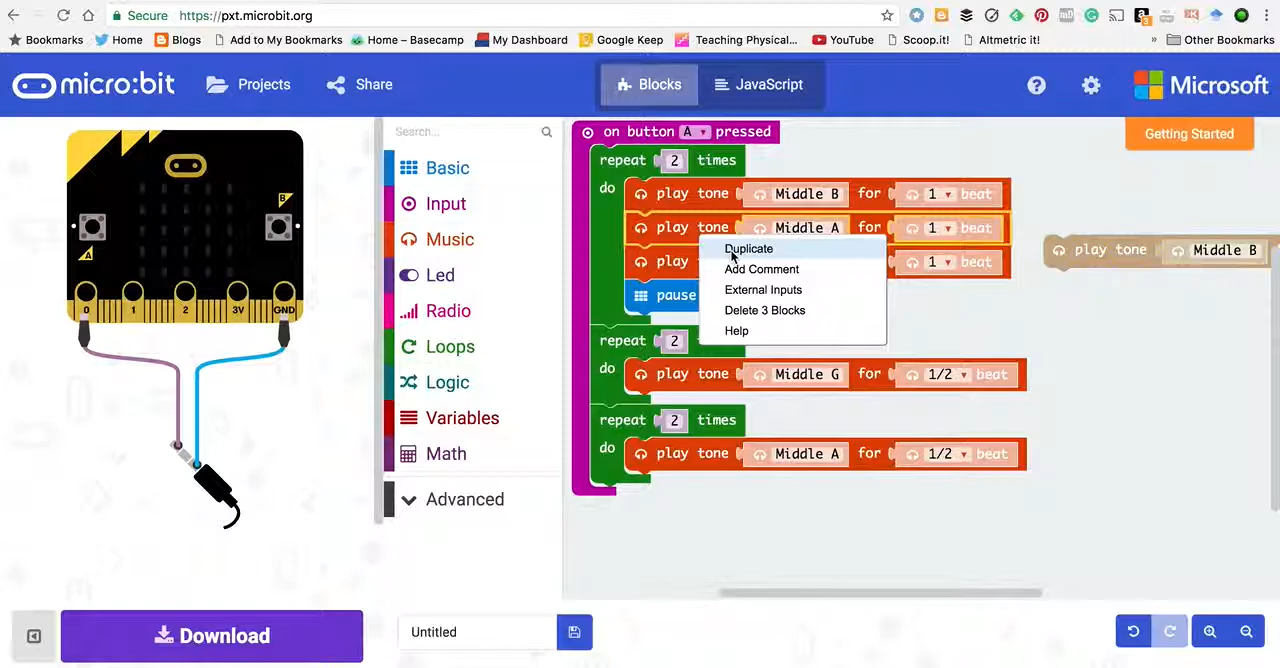 Secure https://pxt.microbit.org
Bookmarks Home Blogs Add to My Bookmarks Home – Basecamp My Dashboard Google Keep Teaching Physical... YouTube Scoop.it! Altmetric it! » Other Bookmarks
micro:bit Projects Share Blocks JavaScript ? Microsoft
Getting Started
Search...
Basic
Input
Music
Led
Radio
Loops
Logic
Variables
Math
Advanced
B
A
0 1 2 3V GND
on button A pressed
repeat 2 times
do play tone Middle B for 1 beat
play tone Middle A for 1 beat
play 1 beat
pause
repeat 2
do play tone Middle G for 1/2 beat
repeat 2 times
do play tone Middle A for 1/2 beat
play tone Middle B
Duplicate
Add Comment
External Inputs
Delete 3 Blocks
Help
Download
Untitled